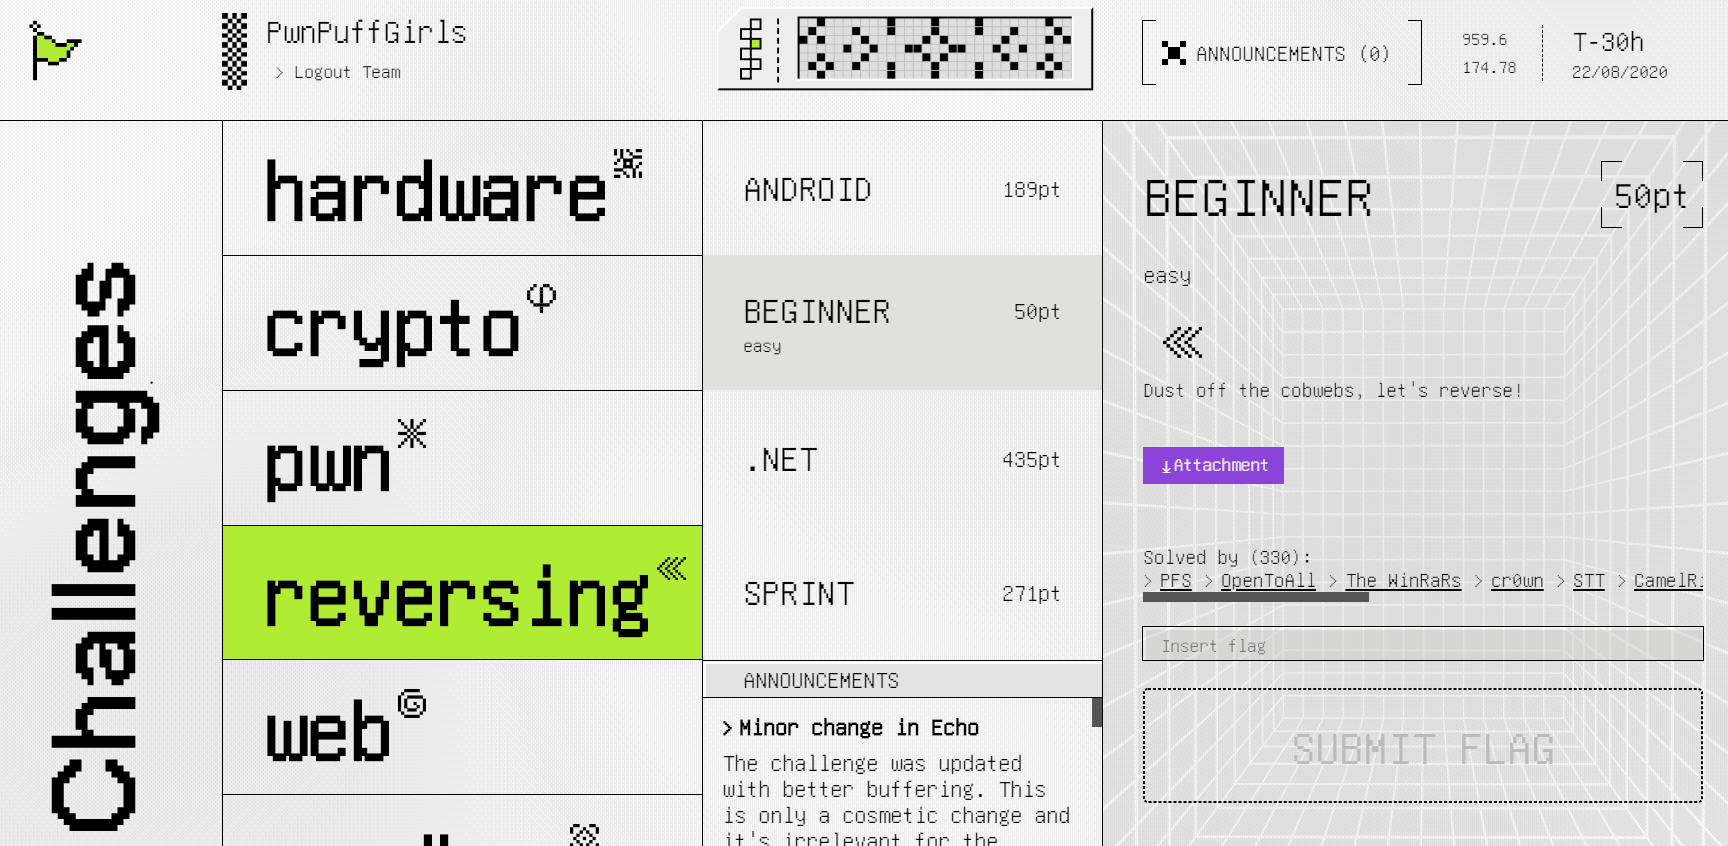 PwnPuffGirls
> Logout Team
ANNOUNCEMENTS (0)
959.6
174.78
T-30h
22/08/2020
Challenges
hardware
crypto
pwn
reversing
web
ANDROID 189pt
BEGINNER 50pt
easy
.NET 435pt
SPRINT 271pt
ANNOUNCEMENTS
> Minor change in Echo
The challenge was updated
with better buffering. This
is only a cosmetic change and
it's irrelevant for the
BEGINNER 50pt
easy
Dust off the cobwebs, let's reverse!
Attachment
Solved by (330):
> PFS > OpenToAll > The WinRaRs > cr0wn > STT > CamelRi
Insert flag
SUBMIT FLAG